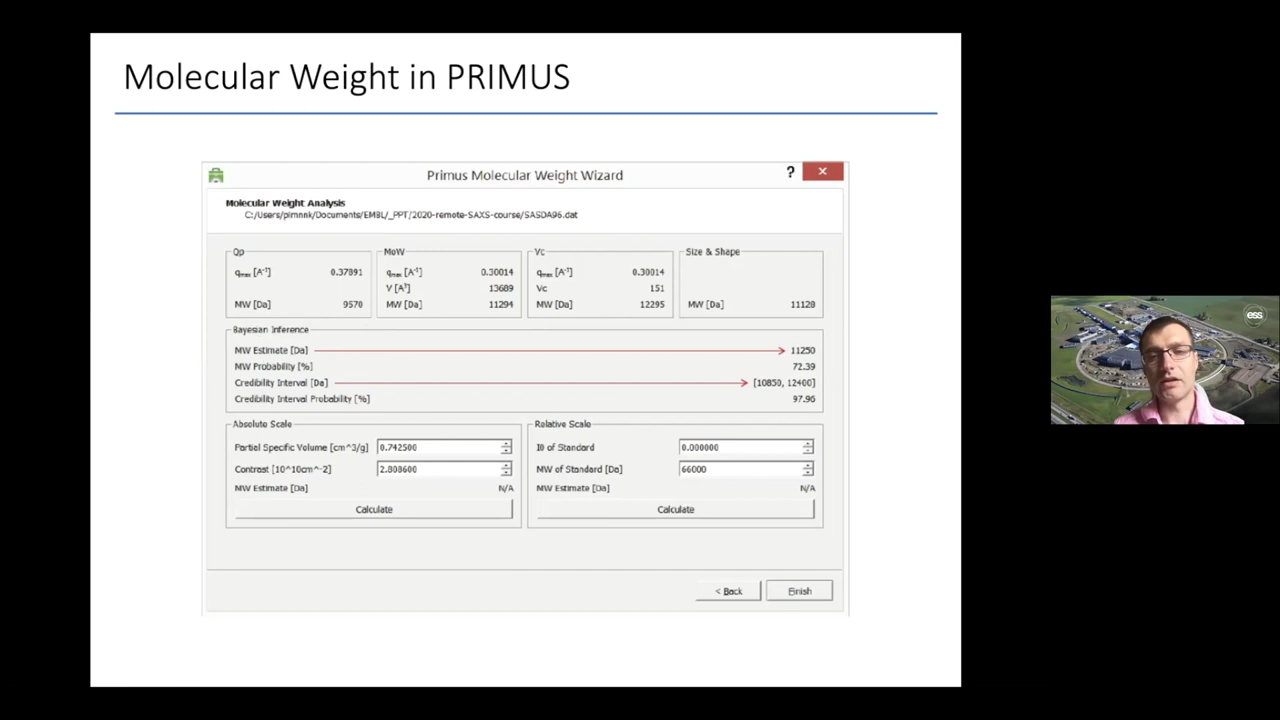 Molecular Weight in PRIMUS
Primus Molecular Weight Wizard
?
Molecular Weight Analysis
C:/Users/pimnnk/Documents/EMBL/_PPT/2020-remote-SAXS-course/SASDA96.dat
Qp
qmax [A⁻¹] 0.37891
MW [Da] 9570
MoW
qmax [A⁻¹] 0.30014
V [A³] 13689
MW [Da] 11294
Vc
qmax [A⁻¹] 0.30014
Vc 151
MW [Da] 12295
Size & Shape
MW [Da] 11128
Bayesian Inference
MW Estimate [Da] 11250
MW Probability [%] 72.39
Credibility Interval [Da] [10850, 12400]
Credibility Interval Probability [%] 97.96
Absolute Scale
Partial Specific Volume [cm^3/g] 0.742500
Contrast [10^10cm^-2] 2.808600
MW Estimate [Da] N/A
Calculate
Relative Scale
I0 of Standard 0.000000
MW of Standard [Da] 66000
MW Estimate [Da] N/A
Calculate
< Back
Finish
ess